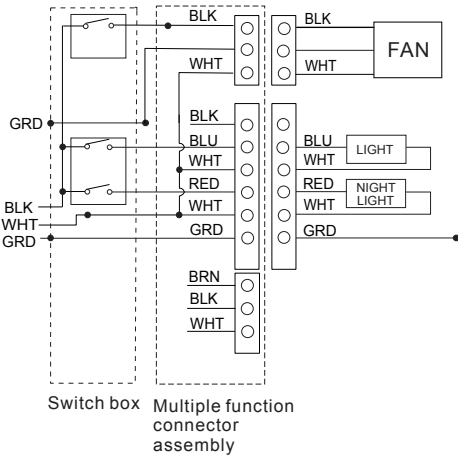 BLK
BLK
FAN
WHT
WHT
GRD
BLK
BLU
BLU
LIGHT
WHT
WHT
RED
RED
NIGHT
LIGHT
BLK
WHT
WHT
WHT
GRD
GRD
GRD
BRN
BLK
WHT
Switch box
Multiple function
connector
assembly